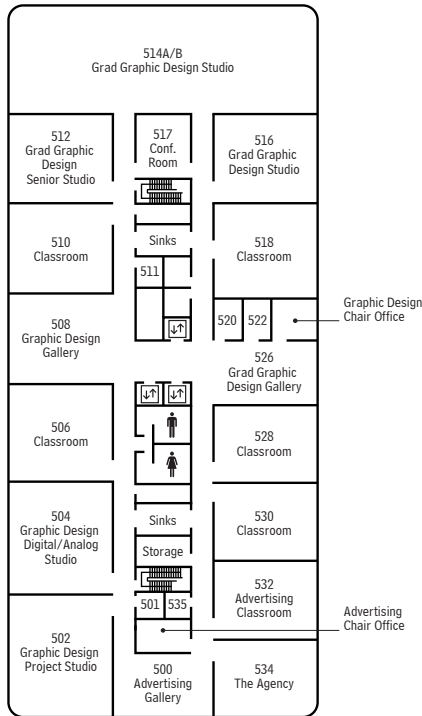 514A/B
Grad Graphic Design Studio
512
Grad Graphic
Design
Senior Studio
517
Conf.
Room
516
Grad Graphic
Design Studio
510
Classroom
Sinks
511
518
Classroom
520
522
Graphic Design
Chair Office
508
Graphic Design
Gallery
526
Grad Graphic
Design Gallery
506
Classroom
528
Classroom
504
Graphic Design
Digital/Analog
Studio
Sinks
530
Classroom
Storage
501
535
532
Advertising
Classroom
Advertising
Chair Office
502
Graphic Design
Project Studio
500
Advertising
Gallery
534
The Agency